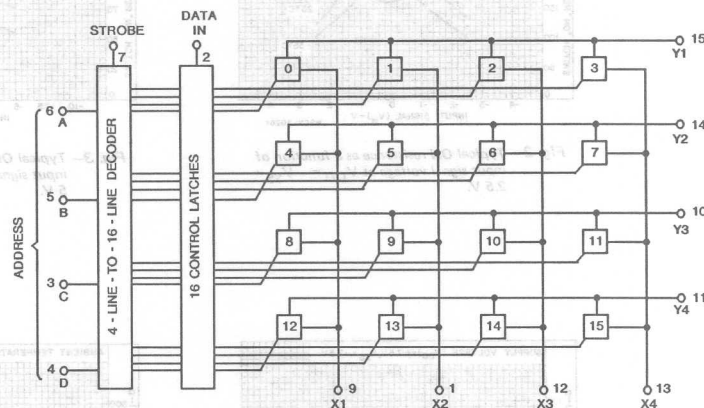 STROBE
DATA
IN
7
2
15
Y1
0
1
2
3
6
A
14
Y2
4
5
6
7
5
B
ADDRESS
4 - LINE - TO - 16 - LINE DECODER
16 CONTROL LATCHES
10
Y3
8
9
10
11
3
C
11
Y4
12
13
14
15
4
D
9
X1
1
X2
12
X3
13
X4